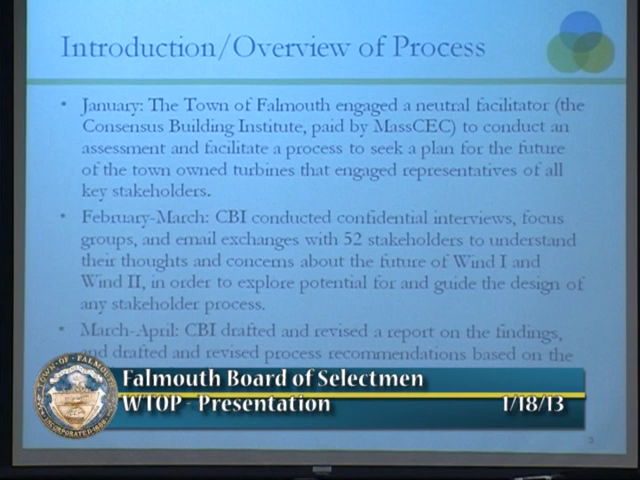 Introduction/Overview of Process
• January: The Town of Falmouth engaged a neutral facilitator (the
Consensus Building Institute, paid by MassCEC) to conduct an
assessment and facilitate a process to seek a plan for the future
of the town owned turbines that engaged representatives of all
key stakeholders.
• February-March: CBI conducted confidential interviews, focus
groups, and email exchanges with 52 stakeholders to understand
their thoughts and concerns about the future of Wind I and
Wind II, in order to explore potential for and guide the design of
any stakeholder process.
• March-April: CBI drafted and revised a report on the findings,
and drafted and revised process recommendations based on the
Falmouth Board of Selectmen
WTOP - Presentation 1/18/13
TOWN OF FALMOUTH
INCORPORATED